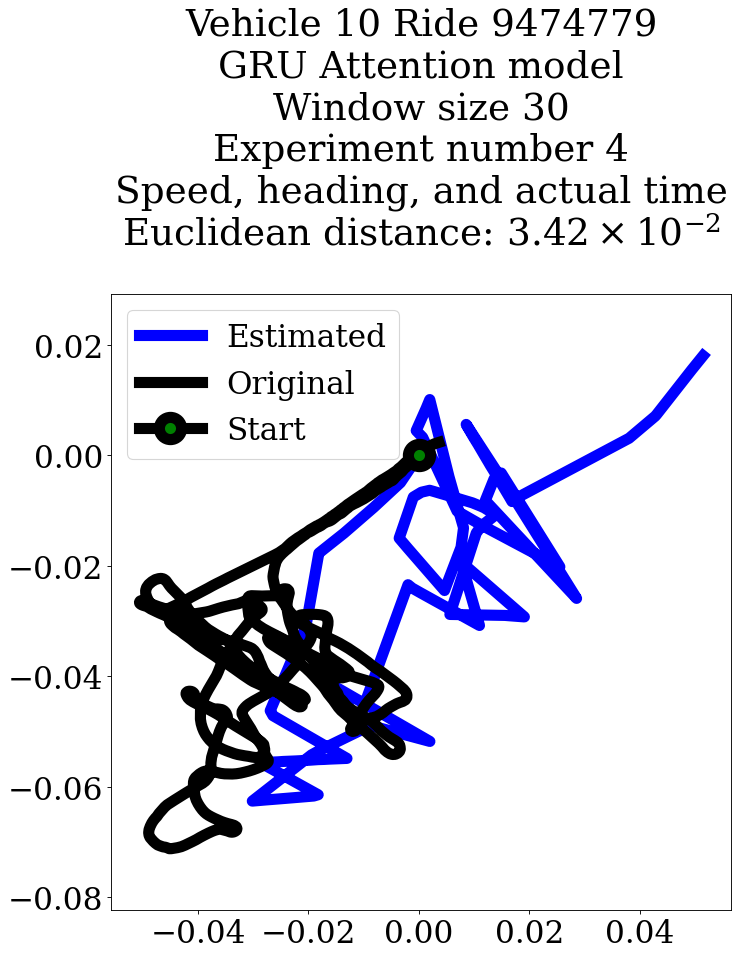 Vehicle 10 Ride 9474779
GRU Attention model
Window size 30
Experiment number 4
Speed, heading, and actual time
Euclidean distance: 3.42 × 10⁻²
Estimated
Original
Start
0.02
0.00
−0.02
−0.04
−0.06
−0.08
−0.04 −0.02 0.00 0.02 0.04